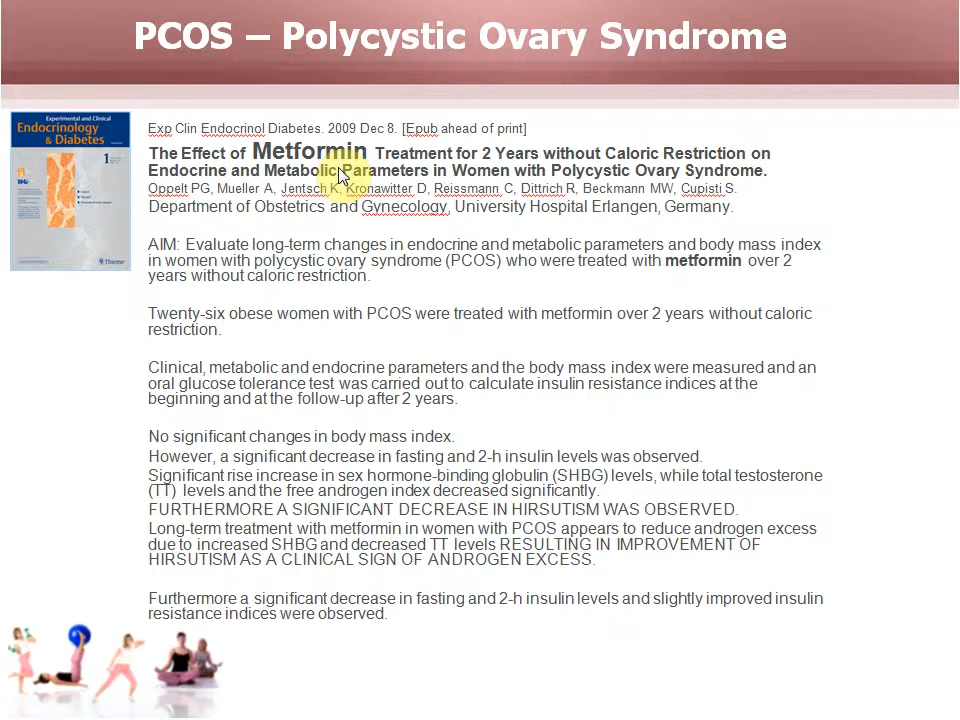 PCOS – Polycystic Ovary Syndrome
Experimental and Clinical
Endocrinology
& Diabetes
1
Thieme
Exp Clin Endocrinol Diabetes. 2009 Dec 8. [Epub ahead of print]
The Effect of Metformin Treatment for 2 Years without Caloric Restriction on
Endocrine and Metabolic Parameters in Women with Polycystic Ovary Syndrome.
Oppelt PG, Mueller A, Jentsch K, Kronawitter D, Reissmann C, Dittrich R, Beckmann MW, Cupisti S.
Department of Obstetrics and Gynecology, University Hospital Erlangen, Germany.
AIM: Evaluate long-term changes in endocrine and metabolic parameters and body mass index
in women with polycystic ovary syndrome (PCOS) who were treated with metformin over 2
years without caloric restriction.
Twenty-six obese women with PCOS were treated with metformin over 2 years without caloric
restriction.
Clinical, metabolic and endocrine parameters and the body mass index were measured and an
oral glucose tolerance test was carried out to calculate insulin resistance indices at the
beginning and at the follow-up after 2 years.
No significant changes in body mass index.
However, a significant decrease in fasting and 2-h insulin levels was observed.
Significant rise increase in sex hormone-binding globulin (SHBG) levels, while total testosterone
(TT) levels and the free androgen index decreased significantly.
FURTHERMORE A SIGNIFICANT DECREASE IN HIRSUTISM WAS OBSERVED.
Long-term treatment with metformin in women with PCOS appears to reduce androgen excess
due to increased SHBG and decreased TT levels RESULTING IN IMPROVEMENT OF
HIRSUTISM AS A CLINICAL SIGN OF ANDROGEN EXCESS.
Furthermore a significant decrease in fasting and 2-h insulin levels and slightly improved insulin
resistance indices were observed.